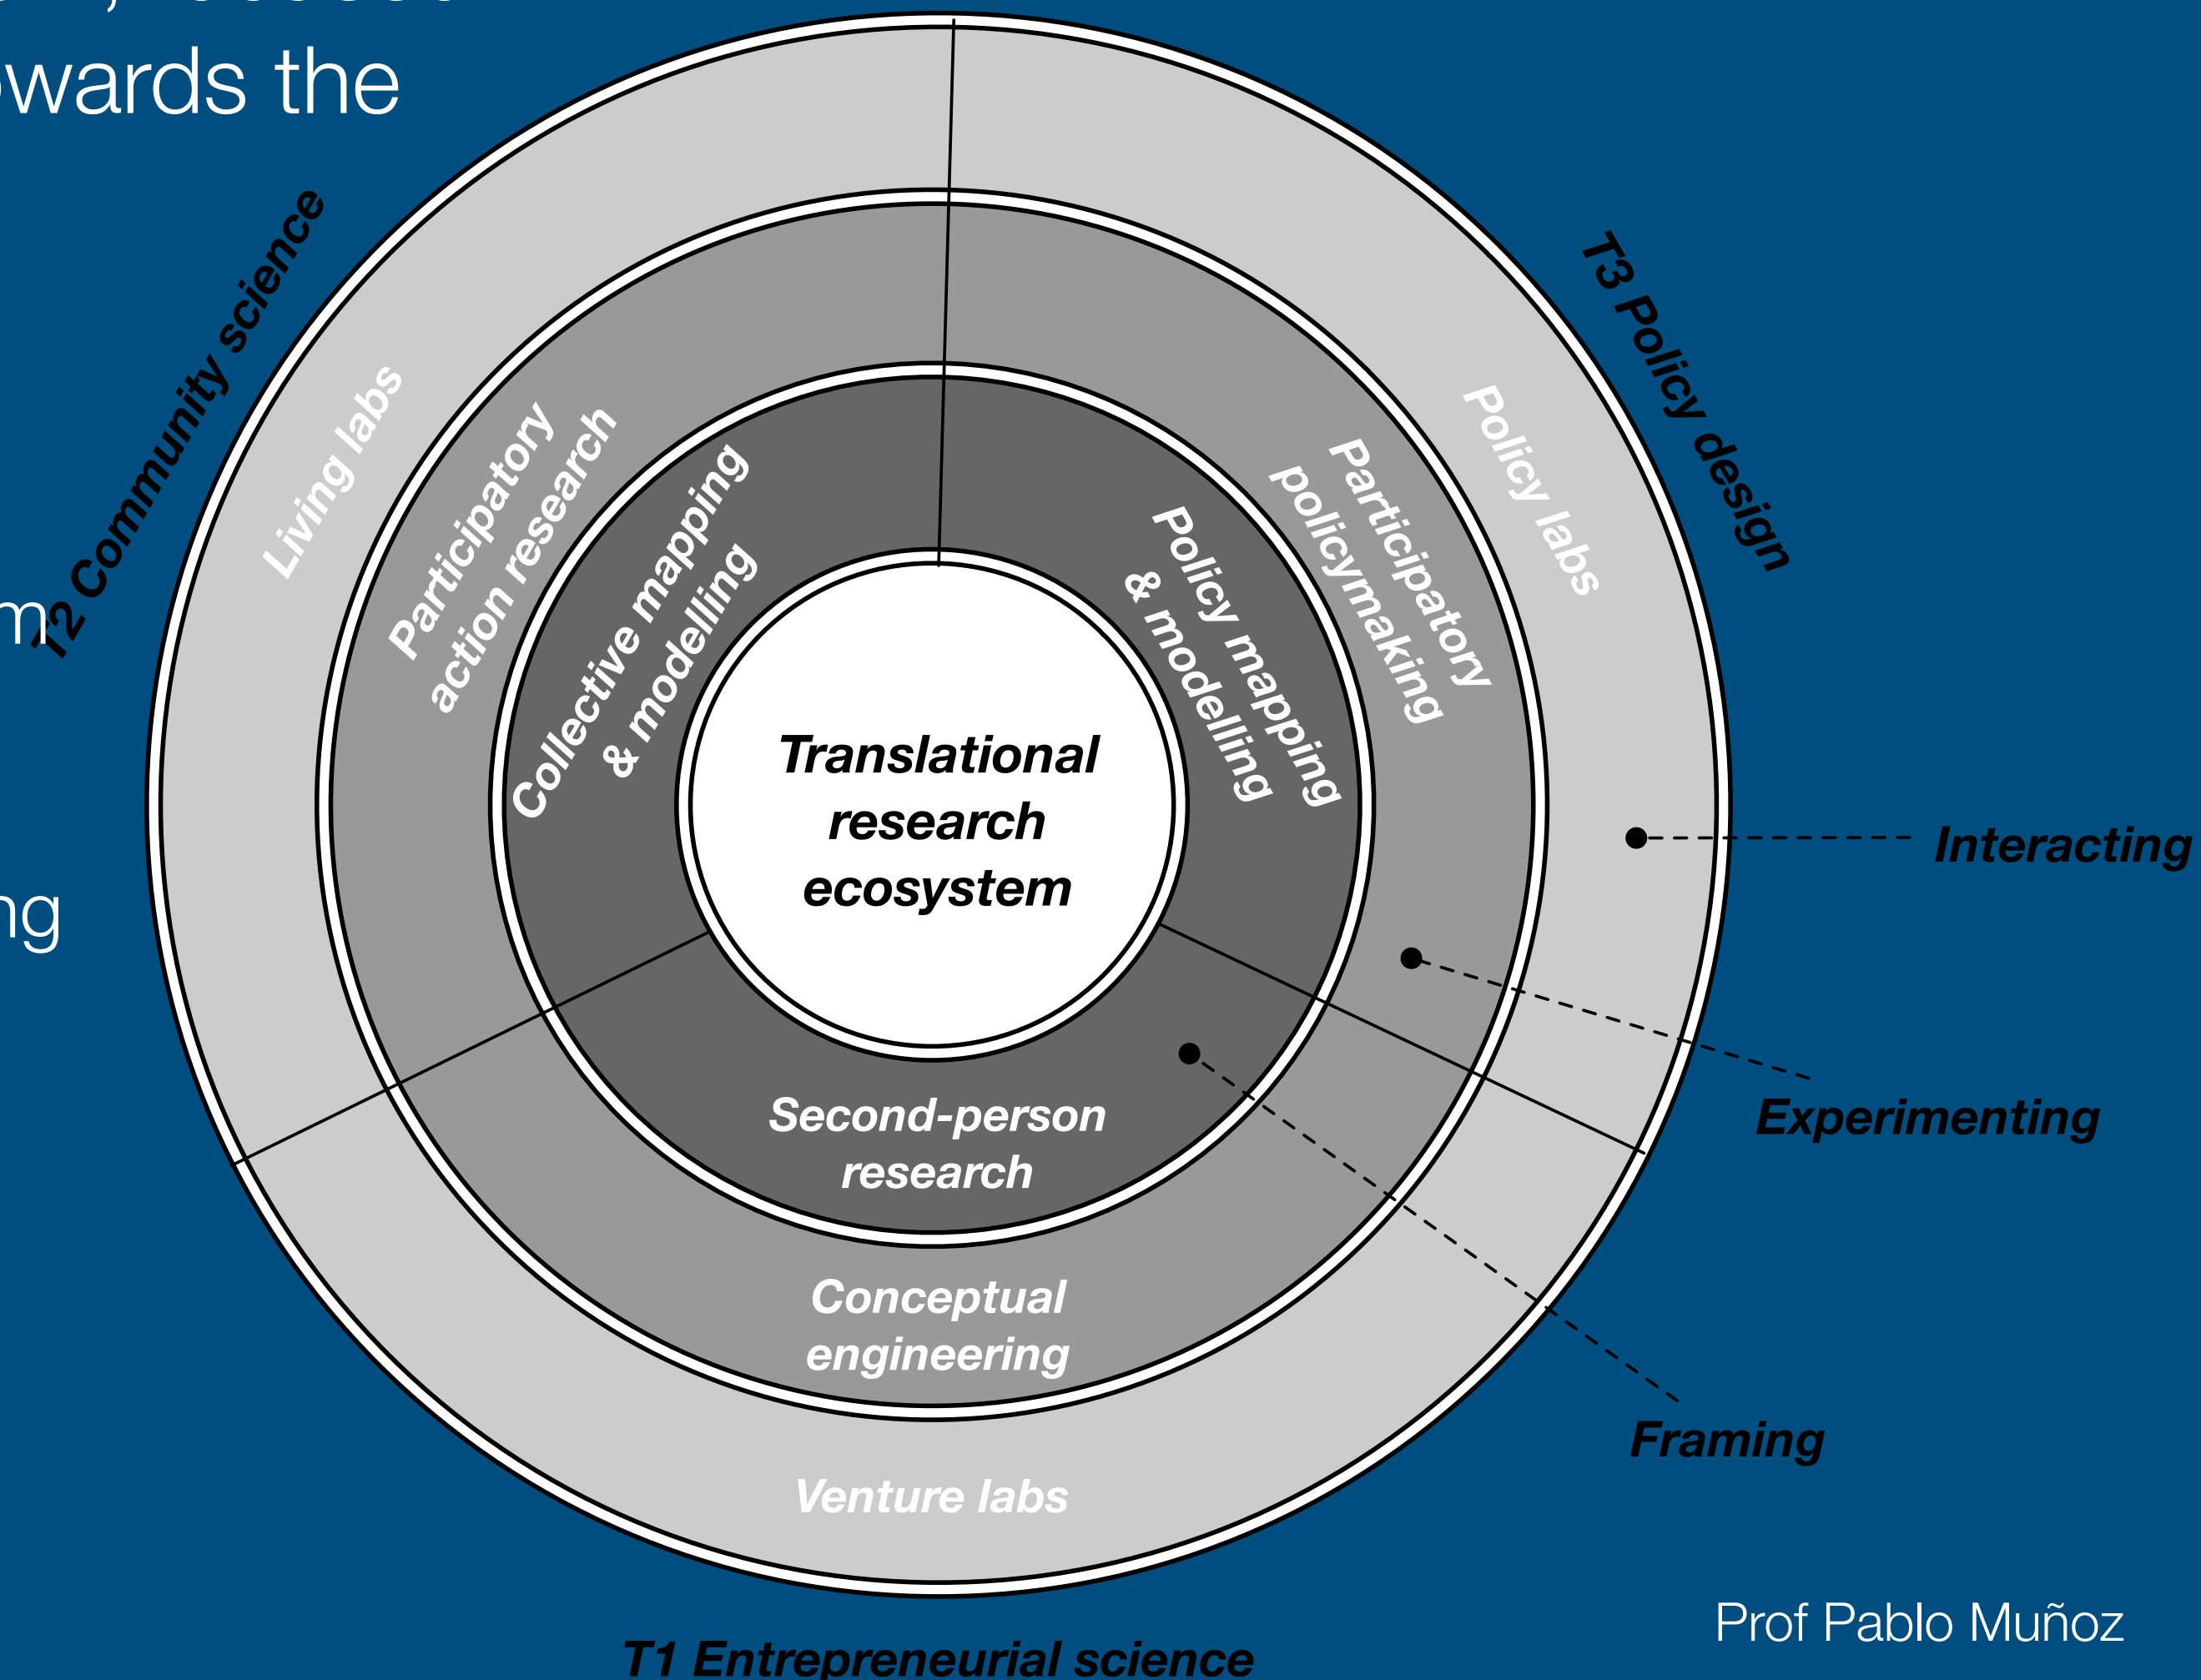 wards the
T2 Community science
T3 Policy design
Living labs
Participatory
action research
Collective mapping
& modelling
Policy labs
Participatory
policymaking
Policy mapping
& modelling
Translational
research
ecosystem
m
ng
Interacting
Experimenting
Framing
Second-person
research
Conceptual
engineering
Venture labs
T1 Entrepreneurial science
Prof Pablo Muñoz